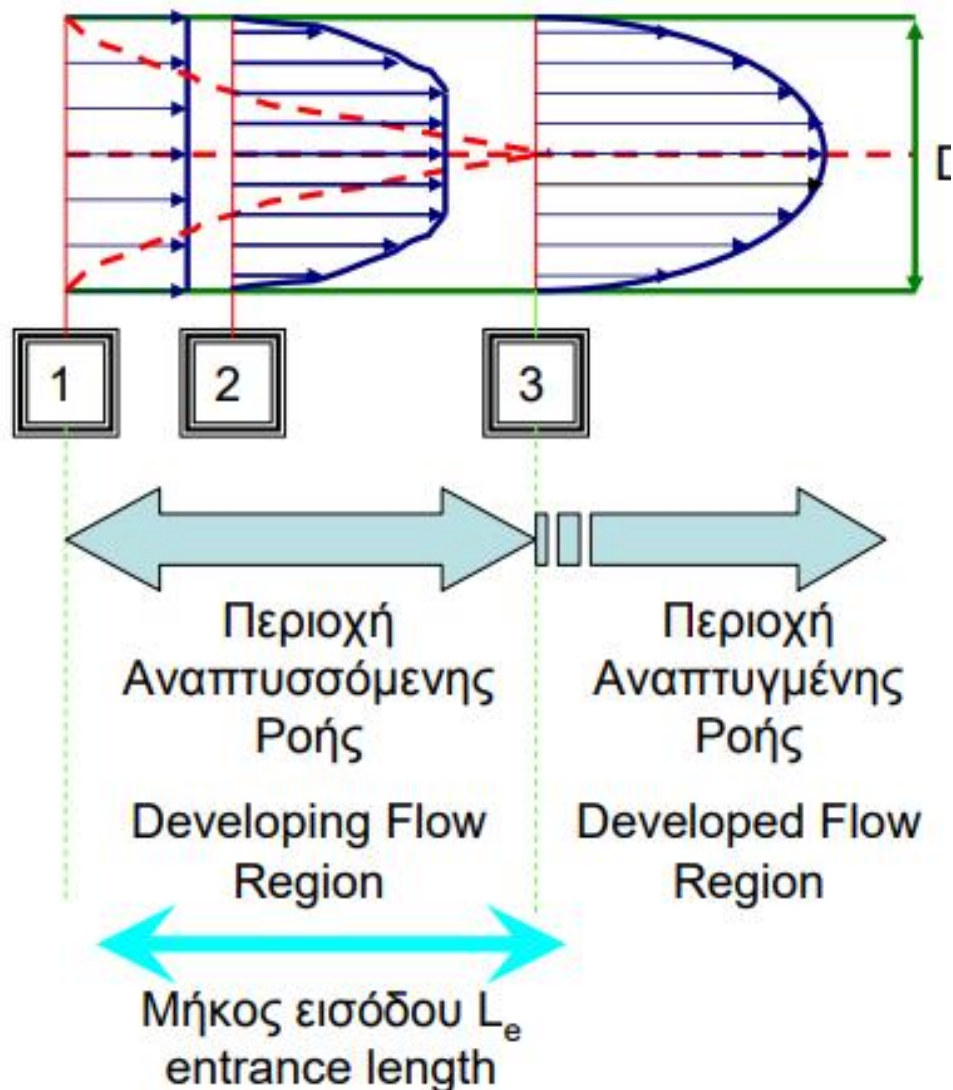 D
1
2
3
Περιοχή
Αναπτυσσόμενης
Ροής
Περιοχή
Αναπτυγμένης
Ροής
Developing Flow
Region
Developed Flow
Region
Μήκος εισόδου Le
entrance length